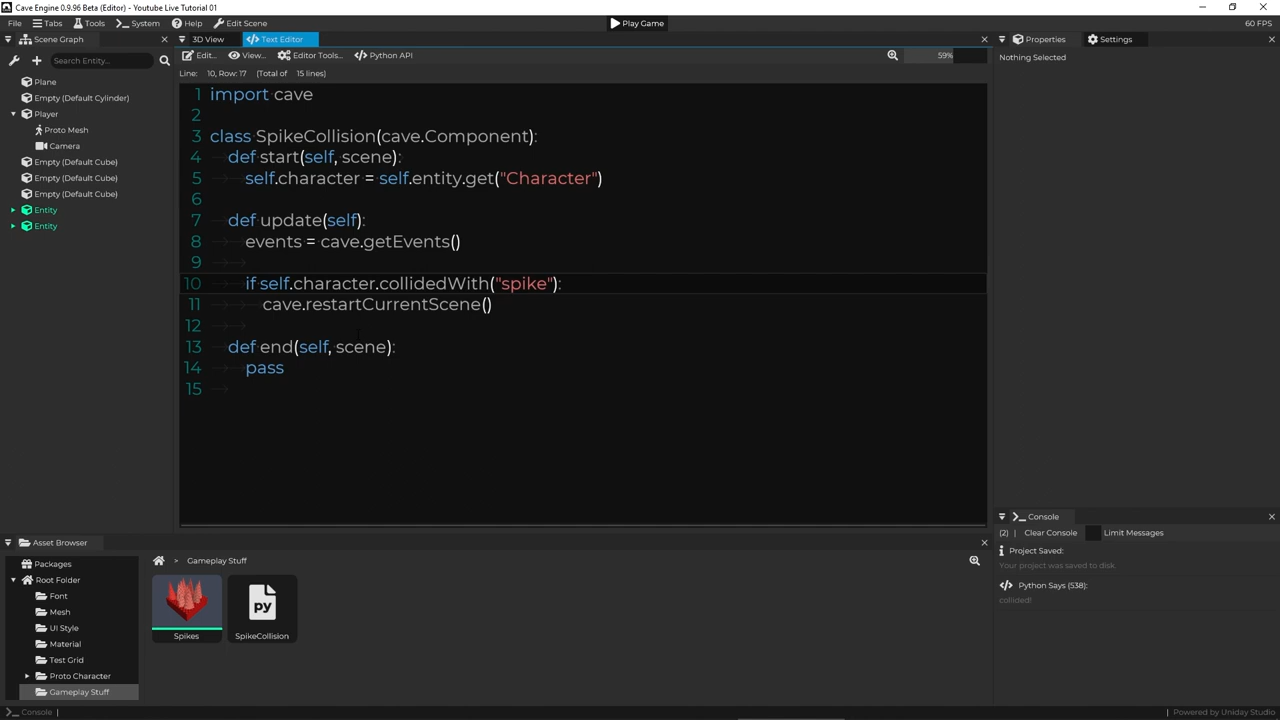 Cave Engine 0.9.96 Beta (Editor) - Youtube Live Tutorial 01
File Tabs Tools System Help Edit Scene
Play Game
60 FPS
Scene Graph
Search Entity...
Plane
Empty (Default Cylinder)
Player
Proto Mesh
Camera
Empty (Default Cube)
Empty (Default Cube)
Empty (Default Cube)
Entity
Entity
3D View Text Editor
Edit... View... Editor Tools... Python API 59%
Line: 10, Row: 17 (Total of 15 lines)
1 import cave
2
3 class SpikeCollision(cave.Component):
4 def start(self, scene):
5 self.character = self.entity.get("Character")
6
7 def update(self):
8 events = cave.getEvents()
9
10 if self.character.collidedWith("spike"):
11 cave.restartCurrentScene()
12
13 def end(self, scene):
14 pass
15
Properties Settings
Nothing Selected
Console
(2) | Clear Console Limit Messages
Project Saved:
Your project was saved to disk.
Python Says (538):
collided!
Asset Browser
Packages
Root Folder
Font
Mesh
UI Style
Material
Test Grid
Proto Character
Gameplay Stuff
> Gameplay Stuff
Spikes
py
SpikeCollision
Console |
| Powered by Uniday Studio